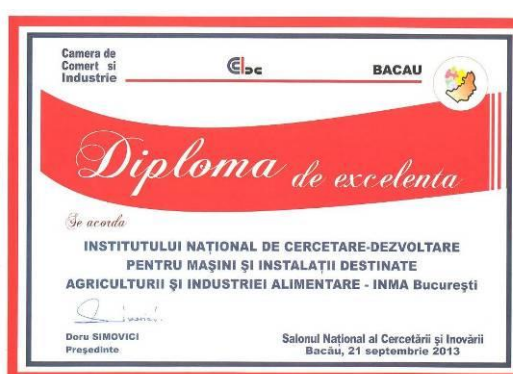 Camera de
Comert si
Industrie
CCIBC
BACAU
Diploma de excelenta
Se acorda
INSTITUTULUI NAȚIONAL DE CERCETARE-DEZVOLTARE
PENTRU MAȘINI ȘI INSTALAȚII DESTINATE
AGRICULTURII ȘI INDUSTRIEI ALIMENTARE - INMA București
Doru SIMOVICI
Președinte
Salonul Național al Cercetării și Inovării
Bacău, 21 septembrie 2013